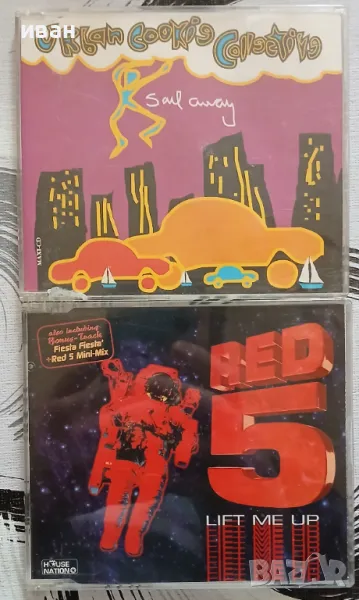 иван
Urban Cookie Collective
Sail away
MAXI-CD
also including
Bonus-Track
'Fiesta Fiesta'
+Red 5 Mini-Mix
RED
5
LIFT ME UP
HOUSE
NATION
BAZAR